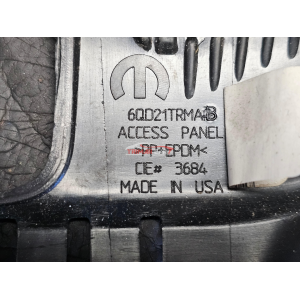 6QD21TRMAB
ACCESS PANEL
>PP+EPDM<
CIE# 3684
MADE IN USA